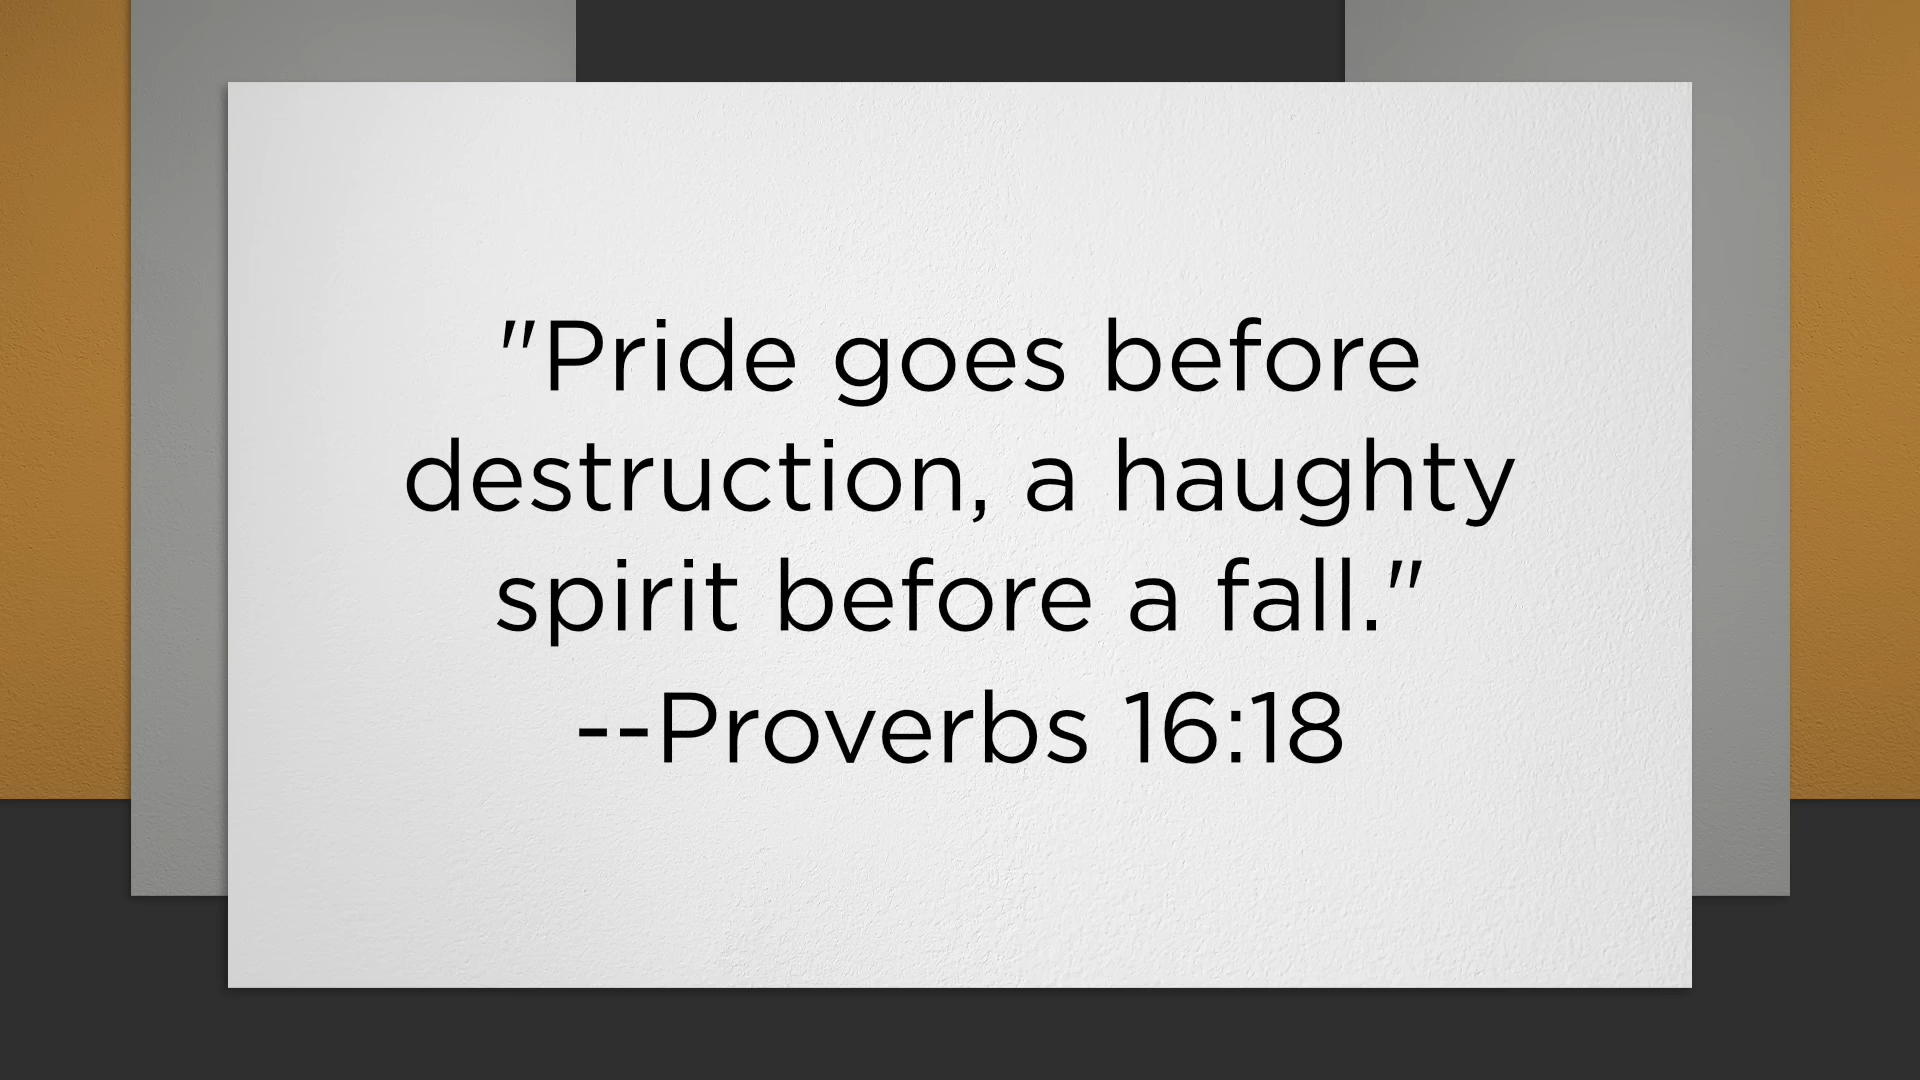 "Pride goes before
destruction, a haughty
spirit before a fall."
--Proverbs 16:18